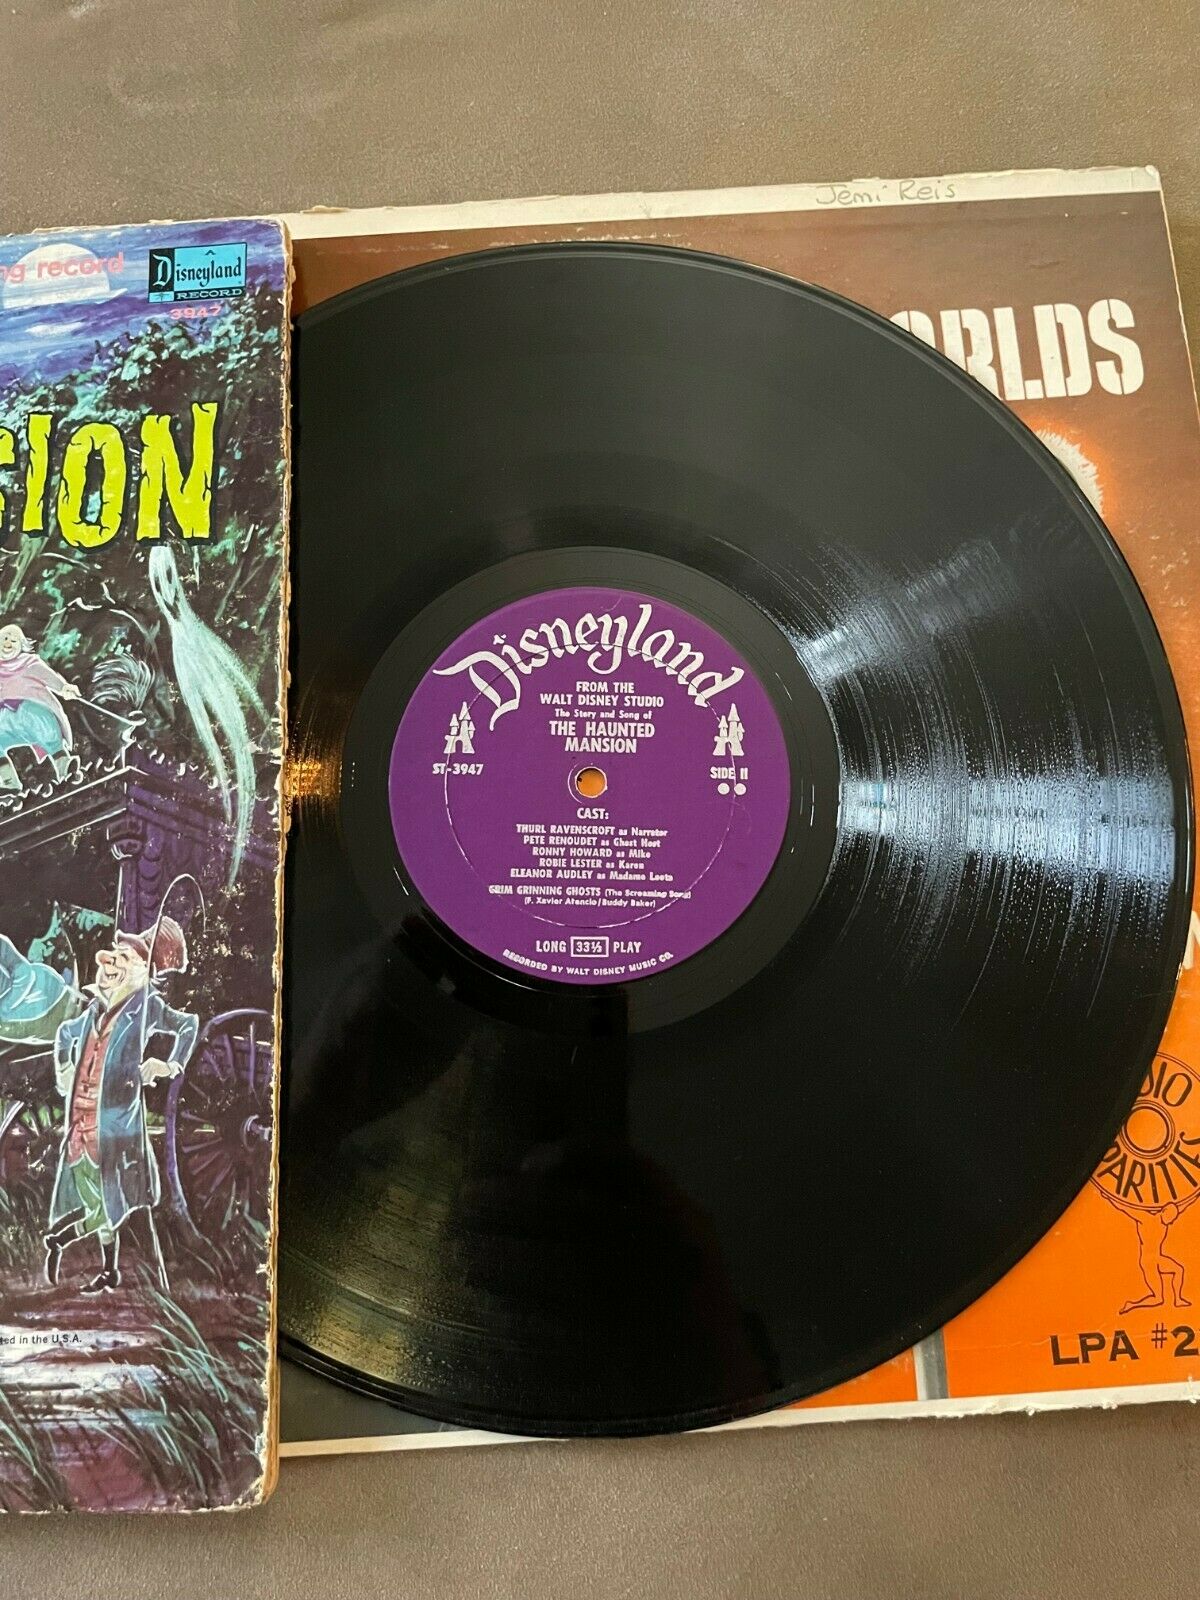 Jemi Reis
ng record
Disneyland
RECORD
3947
SION
ORLDS
Disneyland
FROM THE
WALT DISNEY STUDIO
The Story and Song of
THE HAUNTED
MANSION
ST-3947
SIDE II
CAST:
THURL RAVENSCROFT as Narrator
PETE RENOUDET as Ghost Host
RONNY HOWARD as Mike
ROBIE LESTER as Karen
ELEANOR AUDLEY as Madame Leota
GRIM GRINNING GHOSTS (The Screaming Song)
(F. Xavier Atencio/Buddy Baker)
LONG 33⅓ PLAY
RECORDED BY WALT DISNEY MUSIC CO.
DIO
RARITIES
ted in the U.S.A.
LPA #2